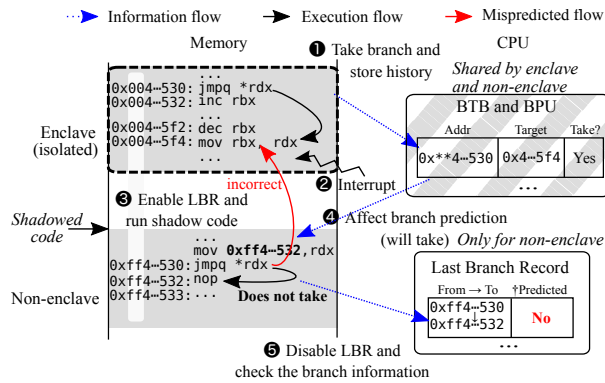 Information flow
Execution flow
Mispredicted flow
Memory
CPU
❶ Take branch and
store history
Shared by enclave
and non-enclave
...
0x004⋯530: jmpq *rdx
0x004⋯532: inc rbx
...
0x004⋯5f2: dec rbx
0x004⋯5f4: mov rbx, rdx
...
Enclave
(isolated)
BTB and BPU
Addr Target Take?
0x**4⋯530 0x4⋯5f4 Yes
...
incorrect
❷ Interrupt
❸ Enable LBR and
run shadow code
Shadowed
code
❹ Affect branch prediction
(will take) Only for non-enclave
...
mov 0xff4⋯532,rdx
0xff4⋯530: jmpq *rdx
0xff4⋯532: nop
0xff4⋯533: ...
Does not take
Non-enclave
Last Branch Record
From → To †Predicted
0xff4⋯530
↓
0xff4⋯532
No
...
❺ Disable LBR and
check the branch information